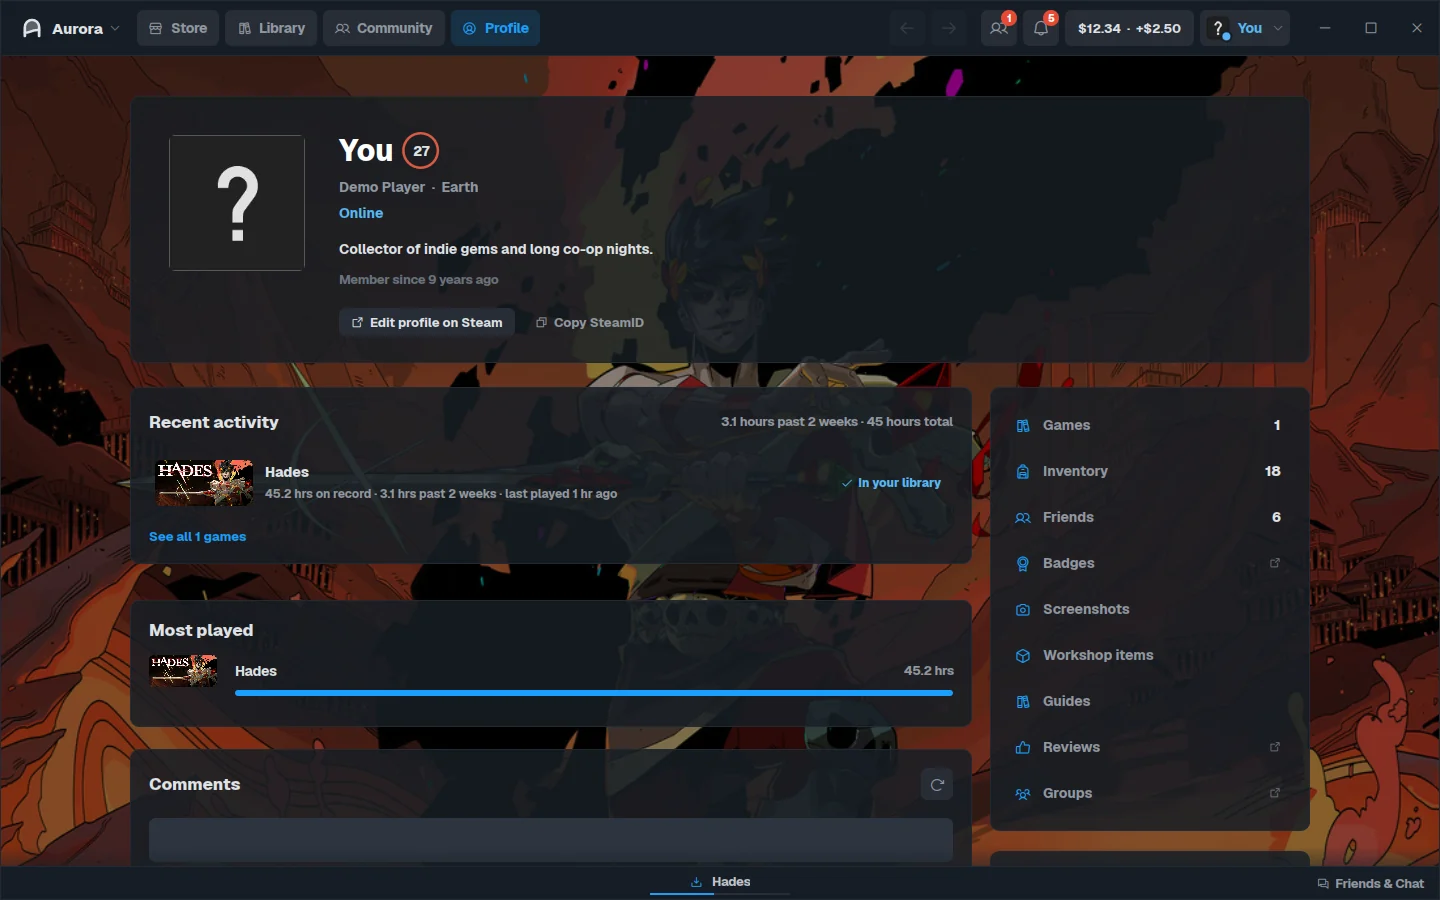 Aurora
Store
Library
Community
Profile
1
5
$12.34 · +$2.50
?
You
?
You
27
Demo Player · Earth
Online
Collector of indie gems and long co-op nights.
Member since 9 years ago
Edit profile on Steam
Copy SteamID
Recent activity
3.1 hours past 2 weeks · 45 hours total
HADES
Hades
45.2 hrs on record · 3.1 hrs past 2 weeks · last played 1 hr ago
In your library
See all 1 games
Most played
HADES
Hades
45.2 hrs
Comments
Games
1
Inventory
18
Friends
6
Badges
Screenshots
Workshop items
Guides
Reviews
Groups
Hades
Friends & Chat